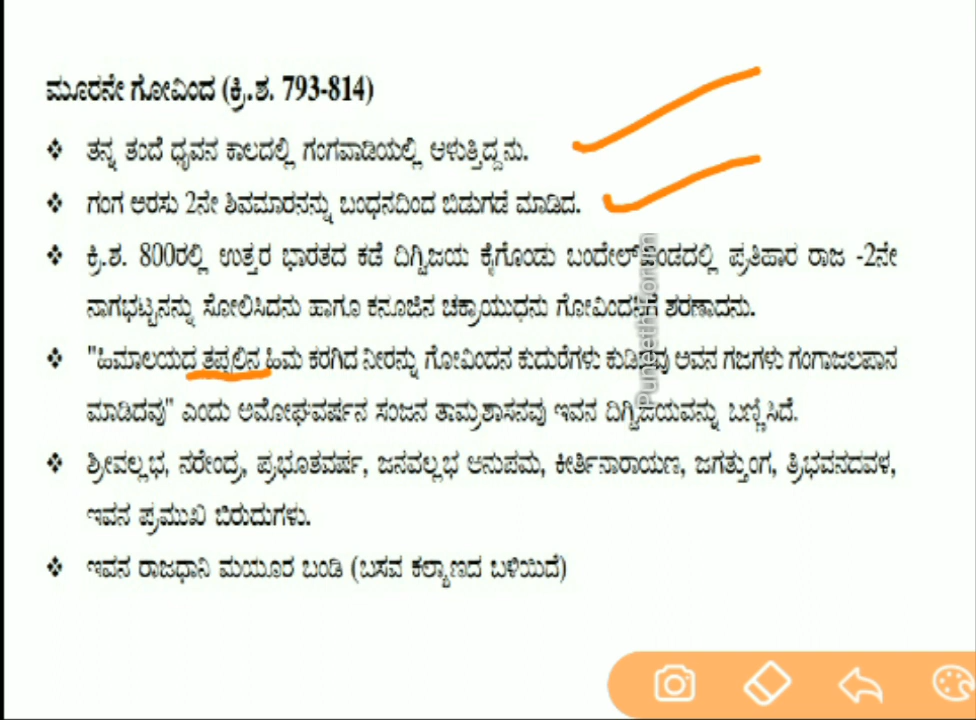 ಮೂರನೇ ಗೋವಿಂದ (ಕ್ರಿ.ಶ. 793-814)
❖ ತನ್ನ ತಂದೆ ಧೃವನ ಕಾಲದಲ್ಲಿ ಗಂಗವಾಡಿಯಲ್ಲಿ ಆಳುತ್ತಿದ್ದನು.
❖ ಗಂಗ ಅರಸು 2ನೇ ಶಿವಮಾರನನ್ನು ಬಂಧನದಿಂದ ಬಿಡುಗಡೆ ಮಾಡಿದ.
❖ ಕ್ರಿ.ಶ. 800ರಲ್ಲಿ ಉತ್ತರ ಭಾರತದ ಕಡೆ ದಿಗ್ವಿಜಯ ಕೈಗೊಂಡು ಬಂದೇಲ್‌ಖಂಡದಲ್ಲಿ ಪ್ರತಿಹಾರ ರಾಜ -2ನೇ
ನಾಗಭಟ್ಟನನ್ನು ಸೋಲಿಸಿದನು ಹಾಗೂ ಕನೂಜಿನ ಚಕ್ರಾಯುಧನು ಗೋವಿಂದನಿಗೆ ಶರಣಾದನು.
❖ "ಹಿಮಾಲಯದ ತಪ್ಪಲಿನ ಹಿಮ ಕರಗಿದ ನೀರನ್ನು ಗೋವಿಂದನ ಕುದುರೆಗಳು ಕುಡಿದವು ಅವನ ಗಜಗಳು ಗಂಗಾಜಲಪಾನ
ಮಾಡಿದವು" ಎಂದು ಅಮೋಘವರ್ಷನ ಸಂಜನ ತಾಮ್ರಶಾಸನವು ಇವನ ದಿಗ್ವಿಜಯವನ್ನು ಬಣ್ಣಿಸಿದೆ.
❖ ಶ್ರೀವಲ್ಲಭ, ನರೇಂದ್ರ, ಪ್ರಭೂತವರ್ಷ, ಜನವಲ್ಲಭ ಅನುಪಮ, ಕೀರ್ತಿನಾರಾಯಣ, ಜಗತ್ತುಂಗ, ತ್ರಿಭವನದವಳ,
ಇವನ ಪ್ರಮುಖ ಬಿರುದುಗಳು.
❖ ಇವನ ರಾಜಧಾನಿ ಮಯೂರ ಬಂಡಿ (ಬಸವ ಕಲ್ಯಾಣದ ಬಳಿಯಿದೆ)